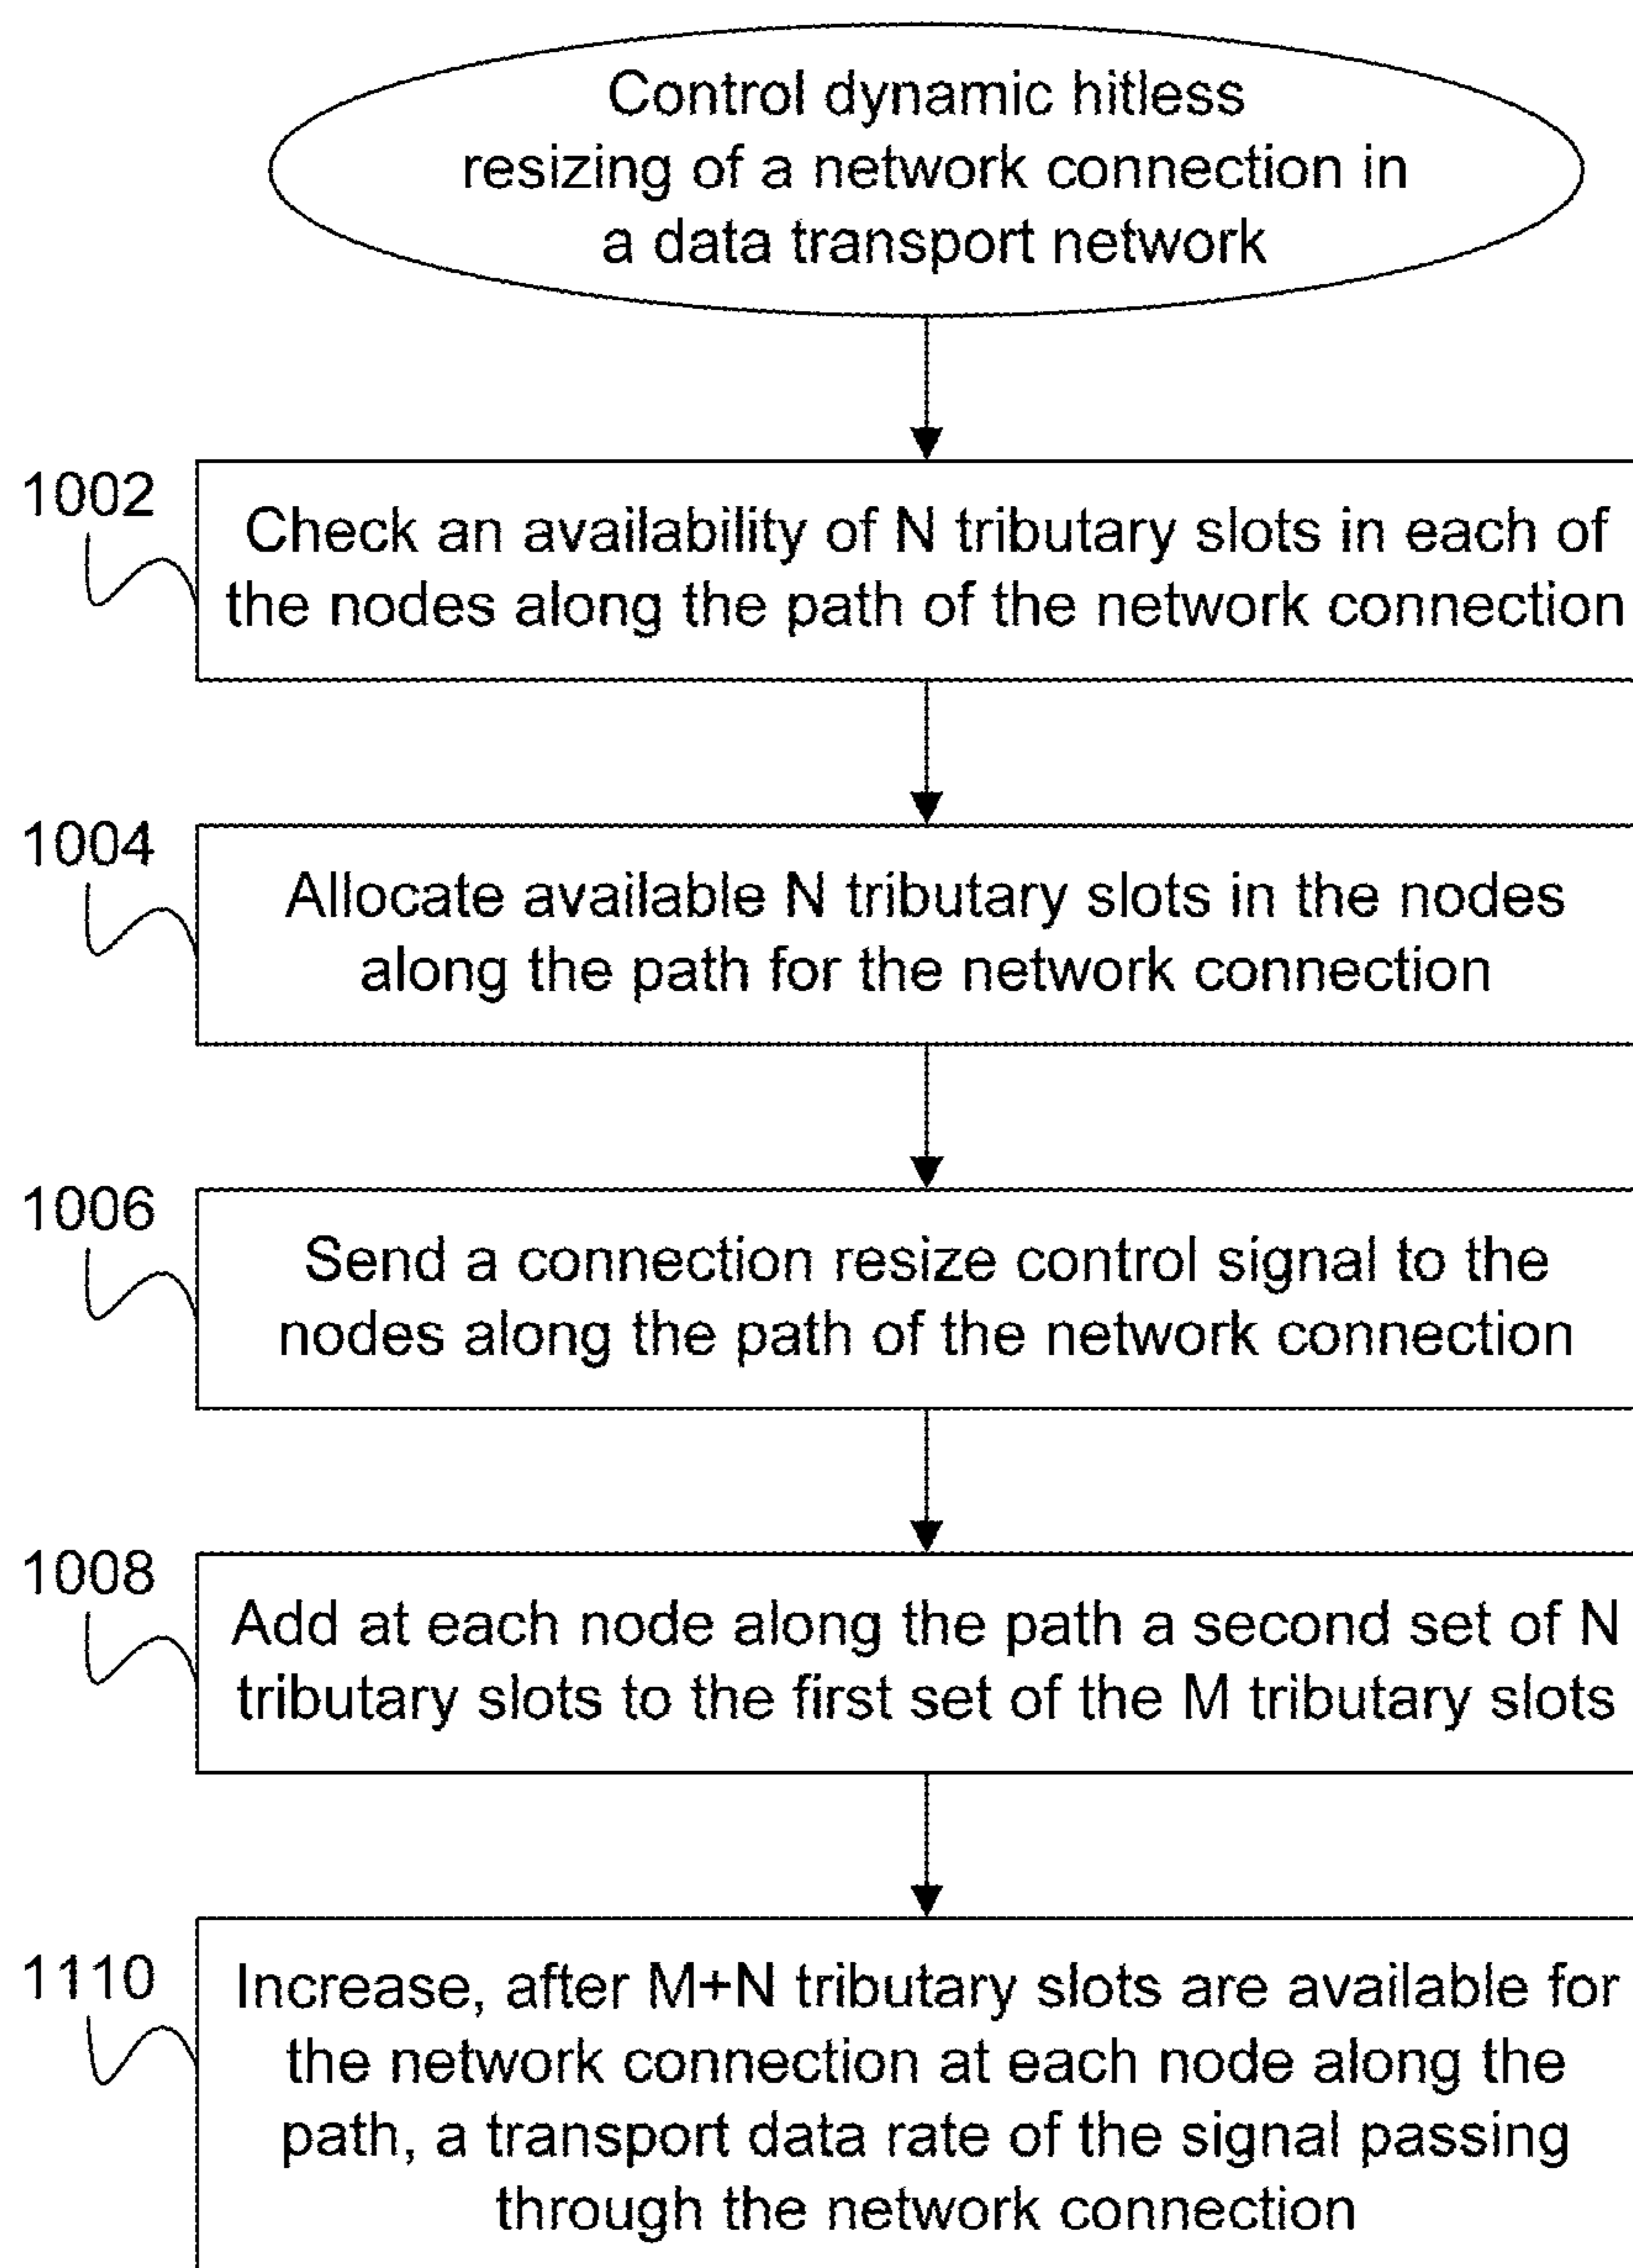 Control dynamic hitless
resizing of a network connection in
a data transport network
1002
Check an availability of N tributary slots in each of
the nodes along the path of the network connection
1004
Allocate available N tributary slots in the nodes
along the path for the network connection
1006
Send a connection resize control signal to the
nodes along the path of the network connection
1008
Add at each node along the path a second set of N
tributary slots to the first set of the M tributary slots
1110
Increase, after M+N tributary slots are available for
the network connection at each node along the
path, a transport data rate of the signal passing
through the network connection